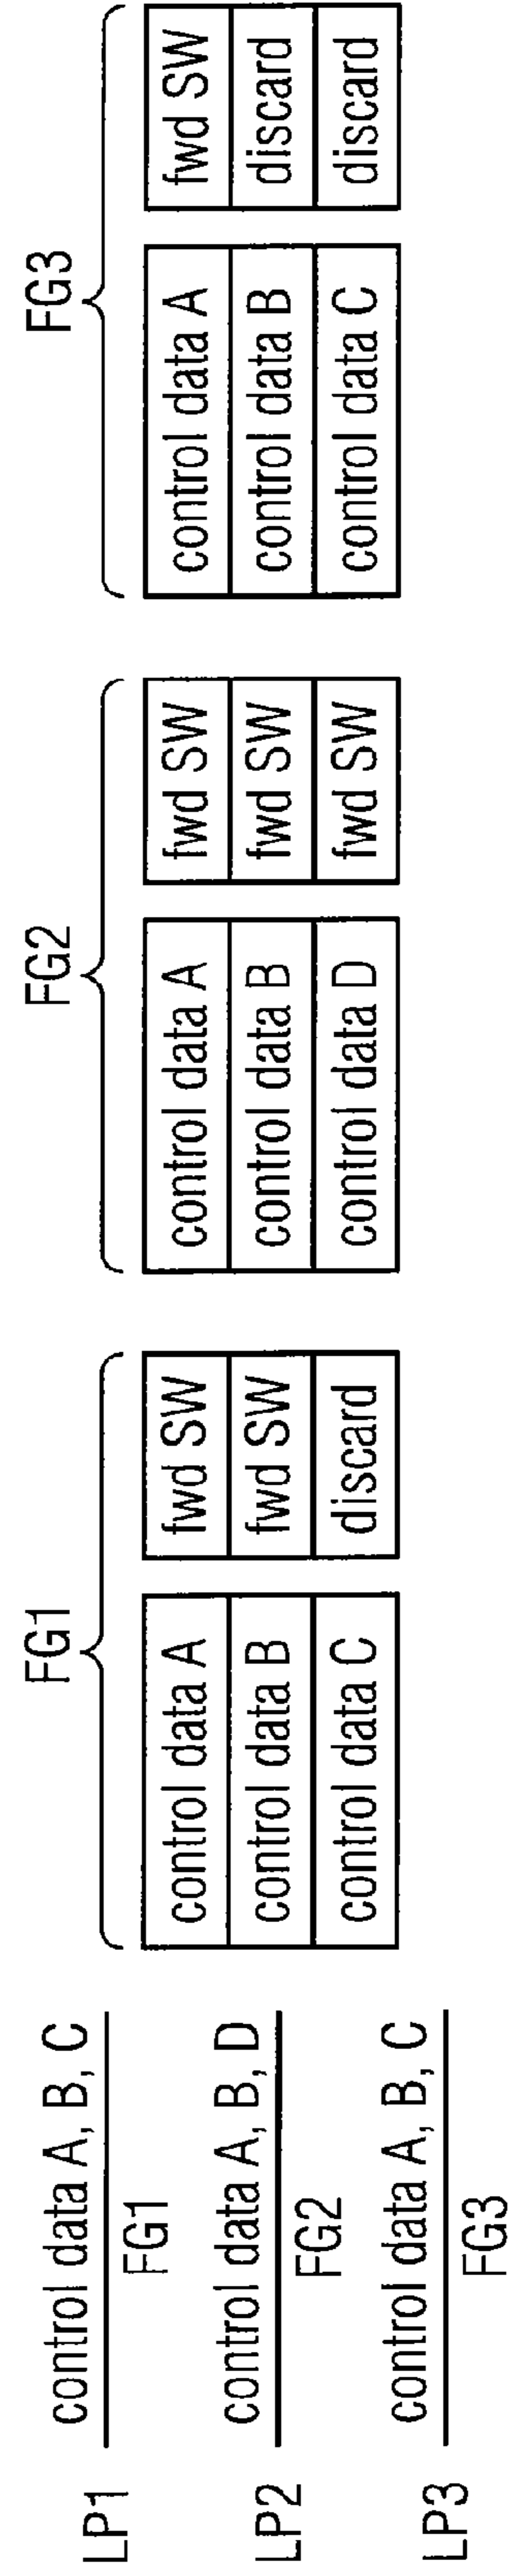 LP1
control data A, B, C
FG1
LP2
control data A, B, D
FG2
LP3
control data A, B, C
FG3
FG1
control data A
fwd SW
control data B
fwd SW
control data C
discard
FG2
control data A
fwd SW
control data B
fwd SW
control data D
fwd SW
FG3
control data A
fwd SW
control data B
discard
control data C
discard